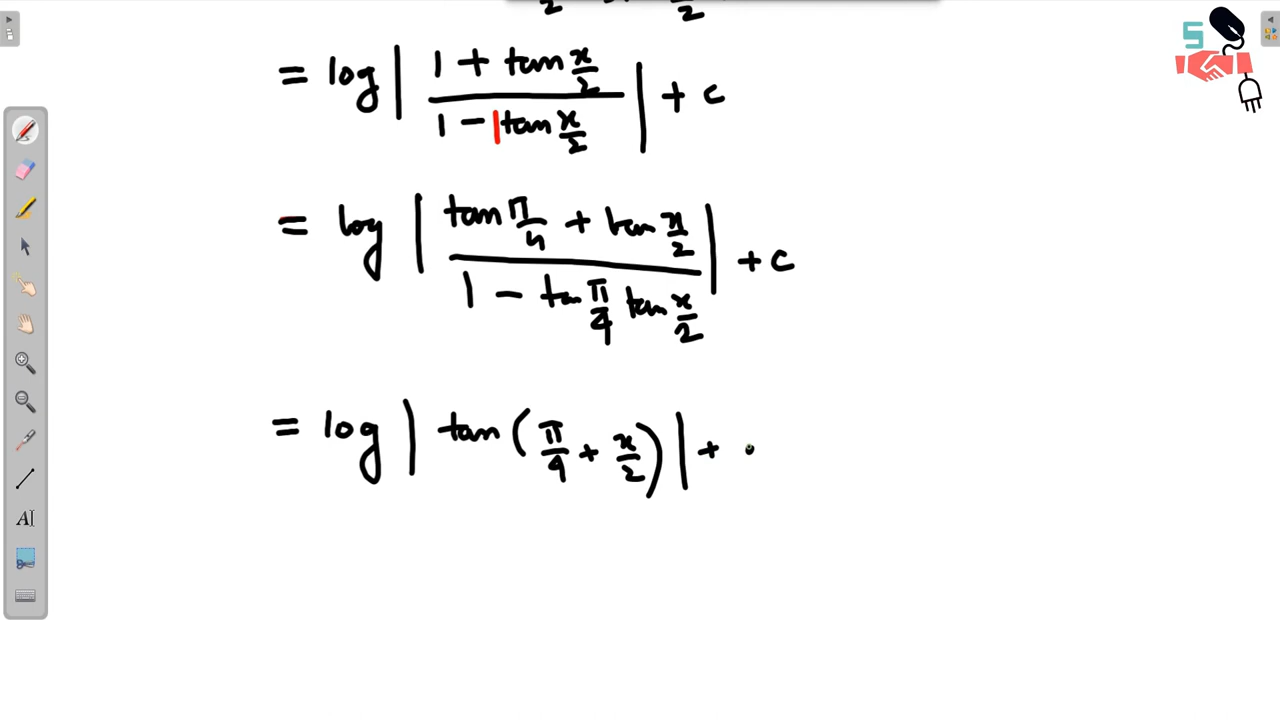 = log | (1 + tan x/2) / (1 - tan x/2) | + c
= log | (tan π/4 + tan x/2) / (1 - tan π/4 tan x/2) | + c
= log | tan (π/4 + x/2) | +